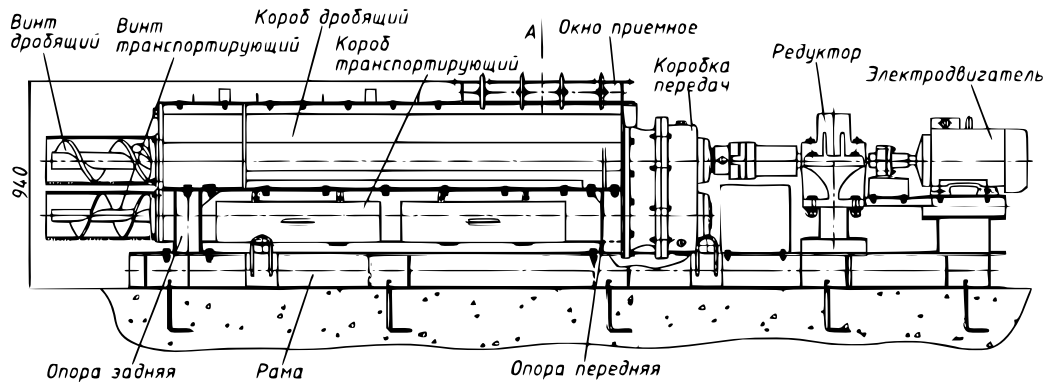 Винт
дробящий
Винт
транспортирующий
Короб дробящий
Короб
транспортирующий
А
Окно приемное
Коробка
передач
Редуктор
Электродвигатель
940
Опора задняя
Рама
Опора передняя